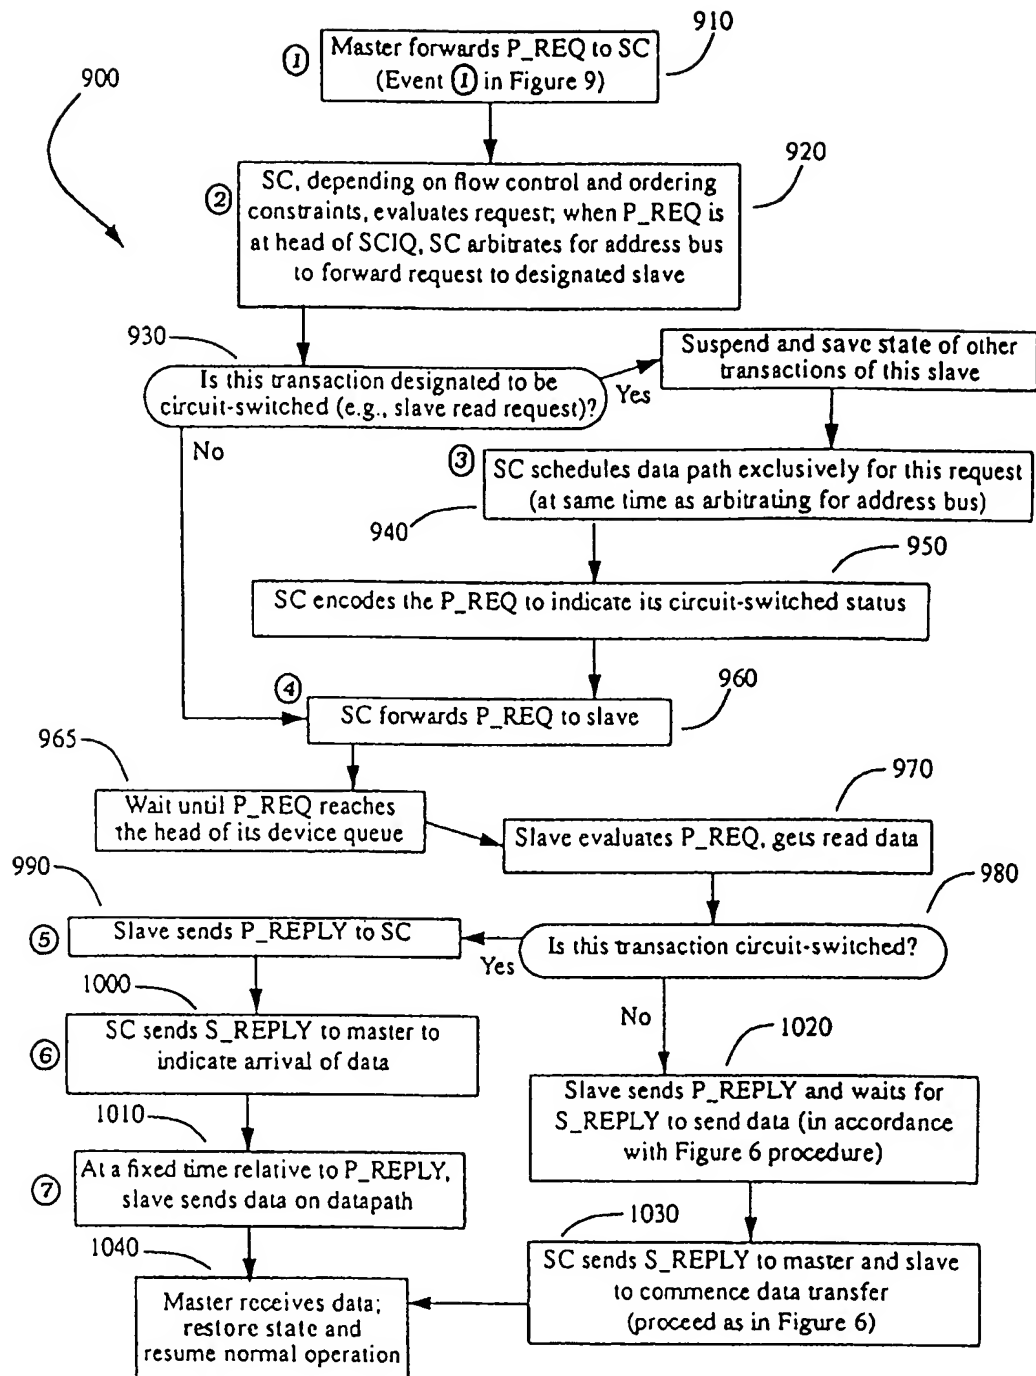 910
① Master forwards P_REQ to SC
(Event ① in Figure 9)
900
920
② SC, depending on flow control and ordering
constraints, evaluates request; when P_REQ is
at head of SCIQ, SC arbitrates for address bus
to forward request to designated slave
930
Is this transaction designated to be
circuit-switched (e.g., slave read request)?
Yes
No
Suspend and save state of other
transactions of this slave
③ SC schedules data path exclusively for this request
(at same time as arbitrating for address bus)
940
950
SC encodes the P_REQ to indicate its circuit-switched status
960
④ SC forwards P_REQ to slave
965
Wait until P_REQ reaches
the head of its device queue
970
Slave evaluates P_REQ, gets read data
980
Is this transaction circuit-switched?
Yes
No
990
⑤ Slave sends P_REPLY to SC
1000
⑥ SC sends S_REPLY to master to
indicate arrival of data
1010
⑦ At a fixed time relative to P_REPLY,
slave sends data on datapath
1020
Slave sends P_REPLY and waits for
S_REPLY to send data (in accordance
with Figure 6 procedure)
1030
SC sends S_REPLY to master and slave
to commence data transfer
(proceed as in Figure 6)
1040
Master receives data;
restore state and
resume normal operation